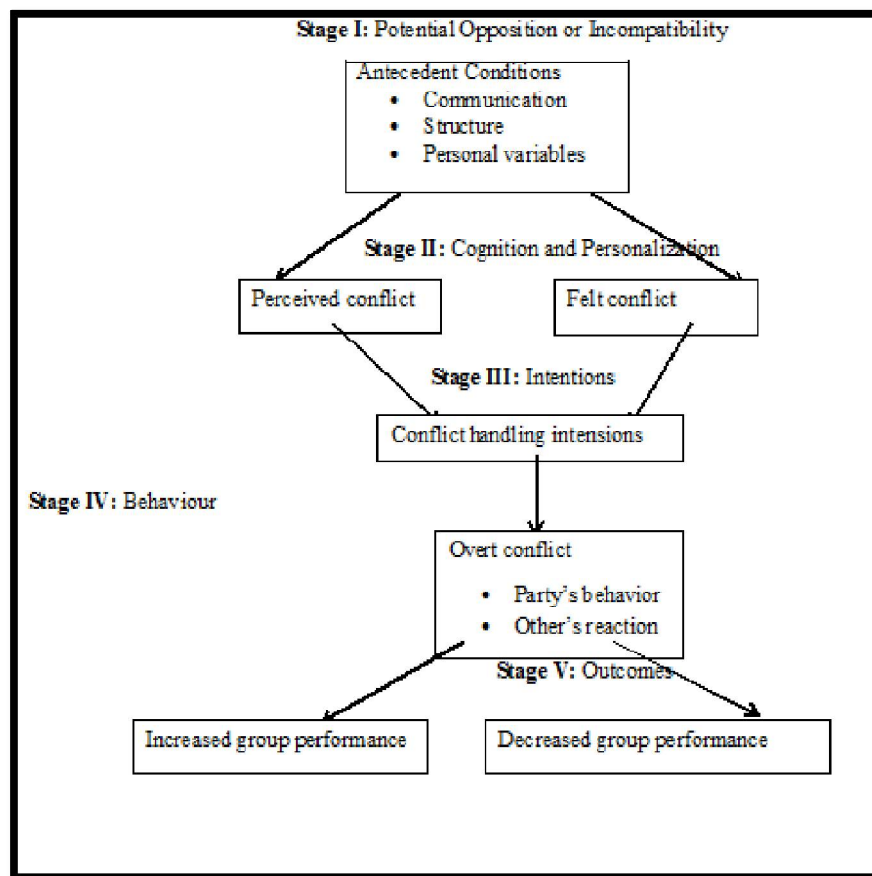 Stage I: Potential Opposition or Incompatibility
Antecedent Conditions
• Communication
• Structure
• Personal variables
Stage II: Cognition and Personalization
Perceived conflict
Felt conflict
Stage III: Intentions
Conflict handling intensions
Stage IV: Behaviour
Overt conflict
• Party's behavior
• Other's reaction
Stage V: Outcomes
Increased group performance
Decreased group performance